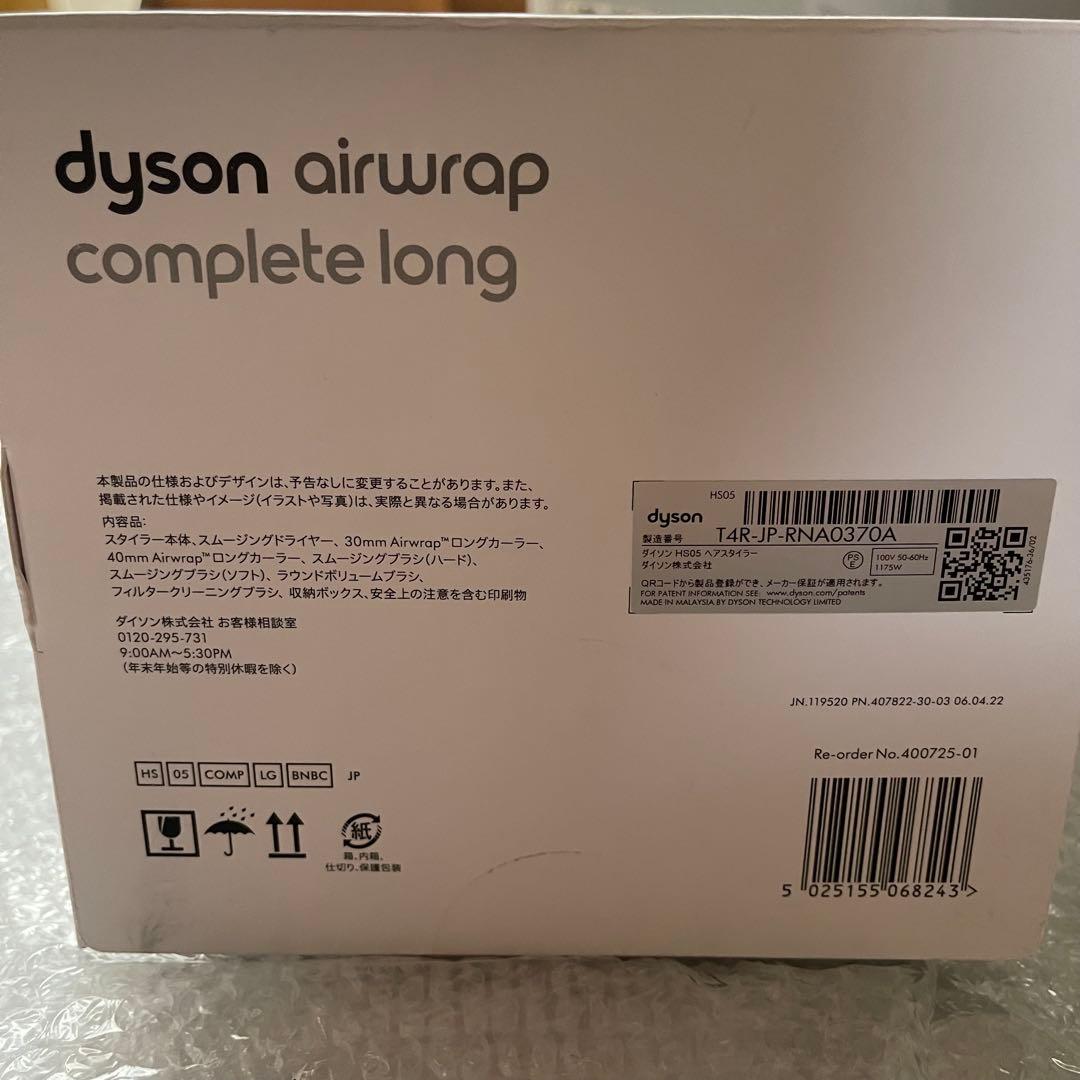 dyson airwrap
complete long
本製品の仕様およびデザインは、予告なしに変更することがあります。また、
掲載された仕様やイメージ(イラストや写真)は、実際と異なる場合があります。
内容品:
スタイラー本体、スムージングドライヤー、30mm Airwrap™ロングカーラー、
40mm Airwrap™ロングカーラー、スムージングブラシ(ハード)、
スムージングブラシ(ソフト)、ラウンドボリュームブラシ、
フィルタークリーニングブラシ、収納ボックス、安全上の注意を含む印刷物
ダイソン株式会社 お客様相談室
0120-295-731
9:00AM〜5:30PM
(年末年始等の特別休暇を除く)
HS 05 COMP LG BNBC JP
紙
箱、内箱、
仕切り、保護包装
HS05
dyson
製造番号 T4R-JP-RNA0370A
ダイソン HS05 ヘアスタイラー
ダイソン株式会社
PS E
100V 50-60Hz
1175W
QRコードから製品登録ができ、メーカー保証が適用されます。
FOR PATENT INFORMATION SEE: www.dyson.com/patents
MADE IN MALAYSIA BY DYSON TECHNOLOGY LIMITED
435176-36/02
JN.119520 PN.407822-30-03 06.04.22
Re-order No.400725-01
5 025155 068243 >